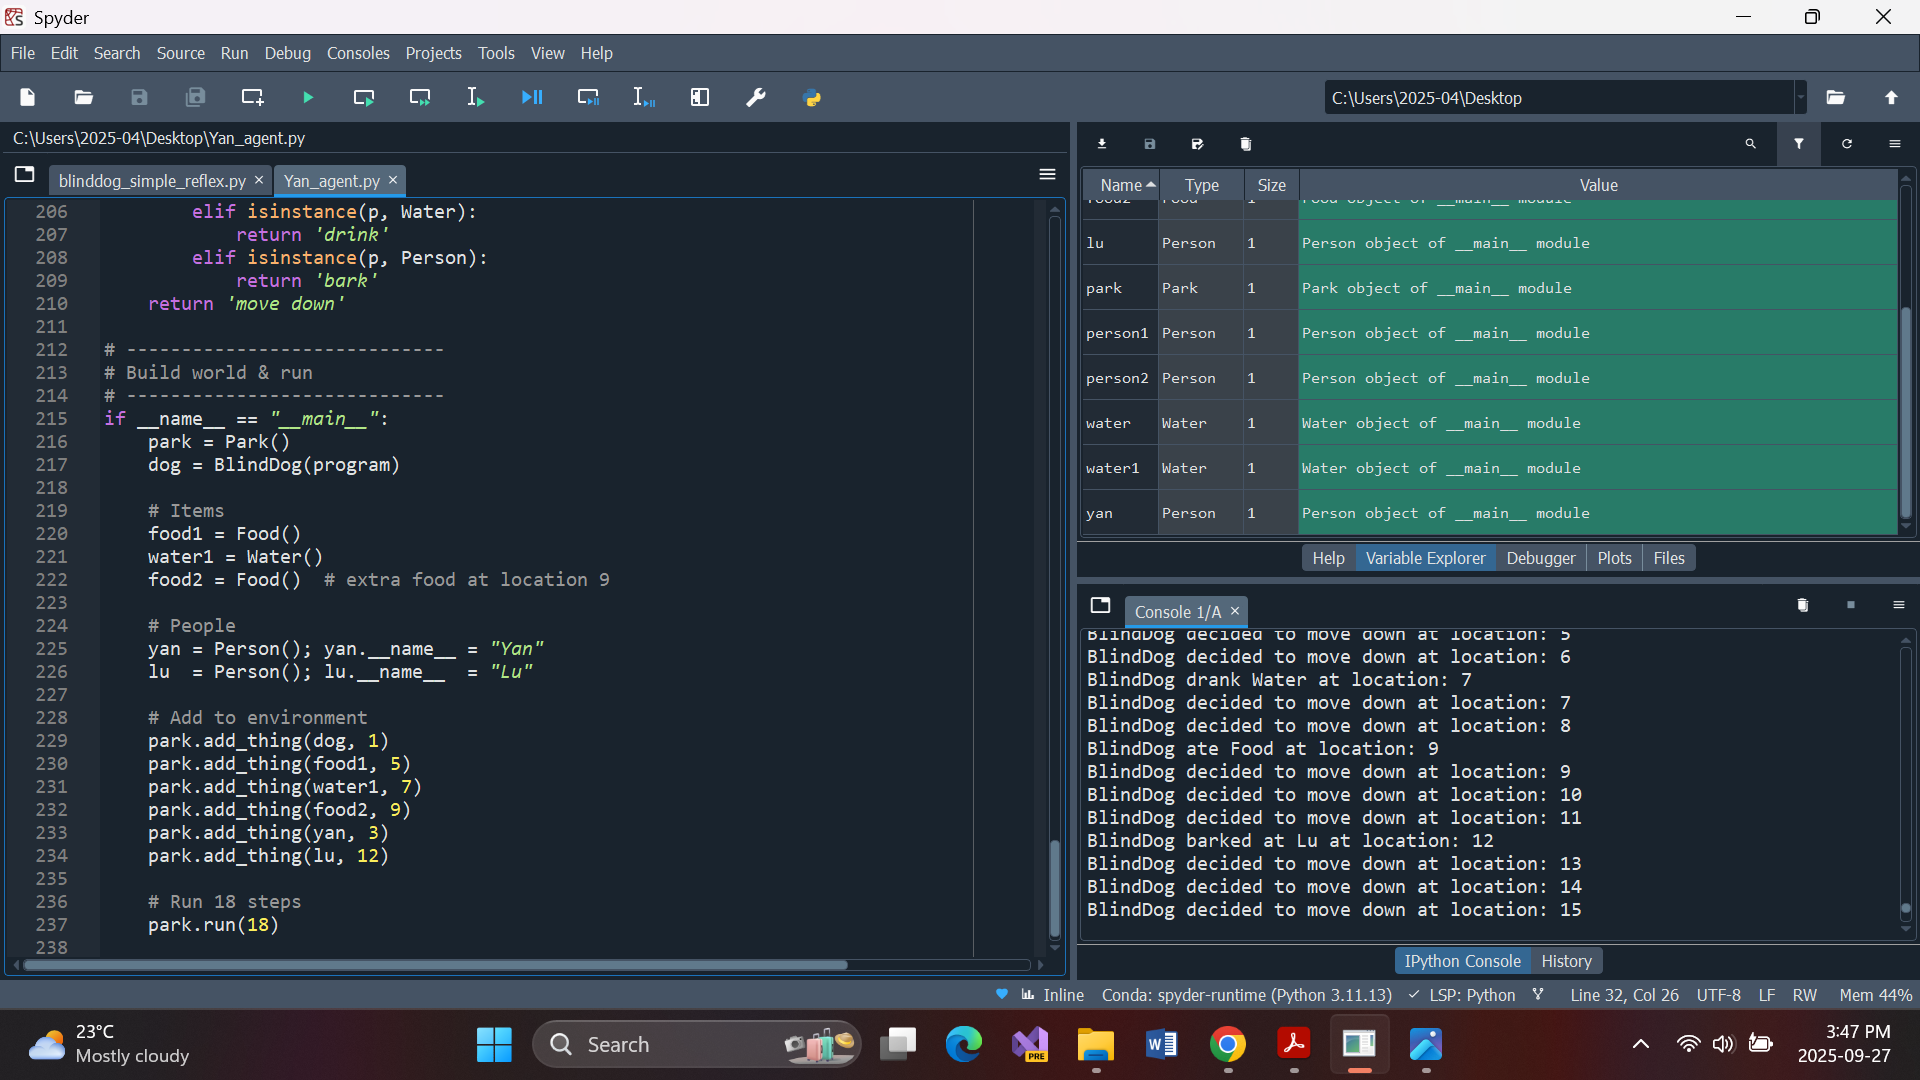 Spyder
File Edit Search Source Run Debug Consoles Projects Tools View Help
C:\Users\2025-04\Desktop
C:\Users\2025-04\Desktop\Yan_agent.py
blinddog_simple_reflex.py
Yan_agent.py
206 elif isinstance(p, Water):
207 return 'drink'
208 elif isinstance(p, Person):
209 return 'bark'
210 return 'move down'
211
212 # -----------------------------
213 # Build world & run
214 # -----------------------------
215 if __name__ == "__main__":
216 park = Park()
217 dog = BlindDog(program)
218
219 # Items
220 food1 = Food()
221 water1 = Water()
222 food2 = Food()  # extra food at location 9
223
224 # People
225 yan = Person(); yan.__name__ = "Yan"
226 lu  = Person(); lu.__name__  = "Lu"
227
228 # Add to environment
229 park.add_thing(dog, 1)
230 park.add_thing(food1, 5)
231 park.add_thing(water1, 7)
232 park.add_thing(food2, 9)
233 park.add_thing(yan, 3)
234 park.add_thing(lu, 12)
235
236 # Run 18 steps
237 park.run(18)
238
Name Type Size Value
food2 Food 1 Food object of __main__ module
lu Person 1 Person object of __main__ module
park Park 1 Park object of __main__ module
person1 Person 1 Person object of __main__ module
person2 Person 1 Person object of __main__ module
water Water 1 Water object of __main__ module
water1 Water 1 Water object of __main__ module
yan Person 1 Person object of __main__ module
Help Variable Explorer Debugger Plots Files
Console 1/A
BlindDog decided to move down at location: 5
BlindDog decided to move down at location: 6
BlindDog drank Water at location: 7
BlindDog decided to move down at location: 7
BlindDog decided to move down at location: 8
BlindDog ate Food at location: 9
BlindDog decided to move down at location: 9
BlindDog decided to move down at location: 10
BlindDog decided to move down at location: 11
BlindDog barked at Lu at location: 12
BlindDog decided to move down at location: 13
BlindDog decided to move down at location: 14
BlindDog decided to move down at location: 15
IPython Console History
Inline Conda: spyder-runtime (Python 3.11.13) LSP: Python Line 32, Col 26 UTF-8 LF RW Mem 44%
23°C
Mostly cloudy
Search
PRE
3:47 PM
2025-09-27